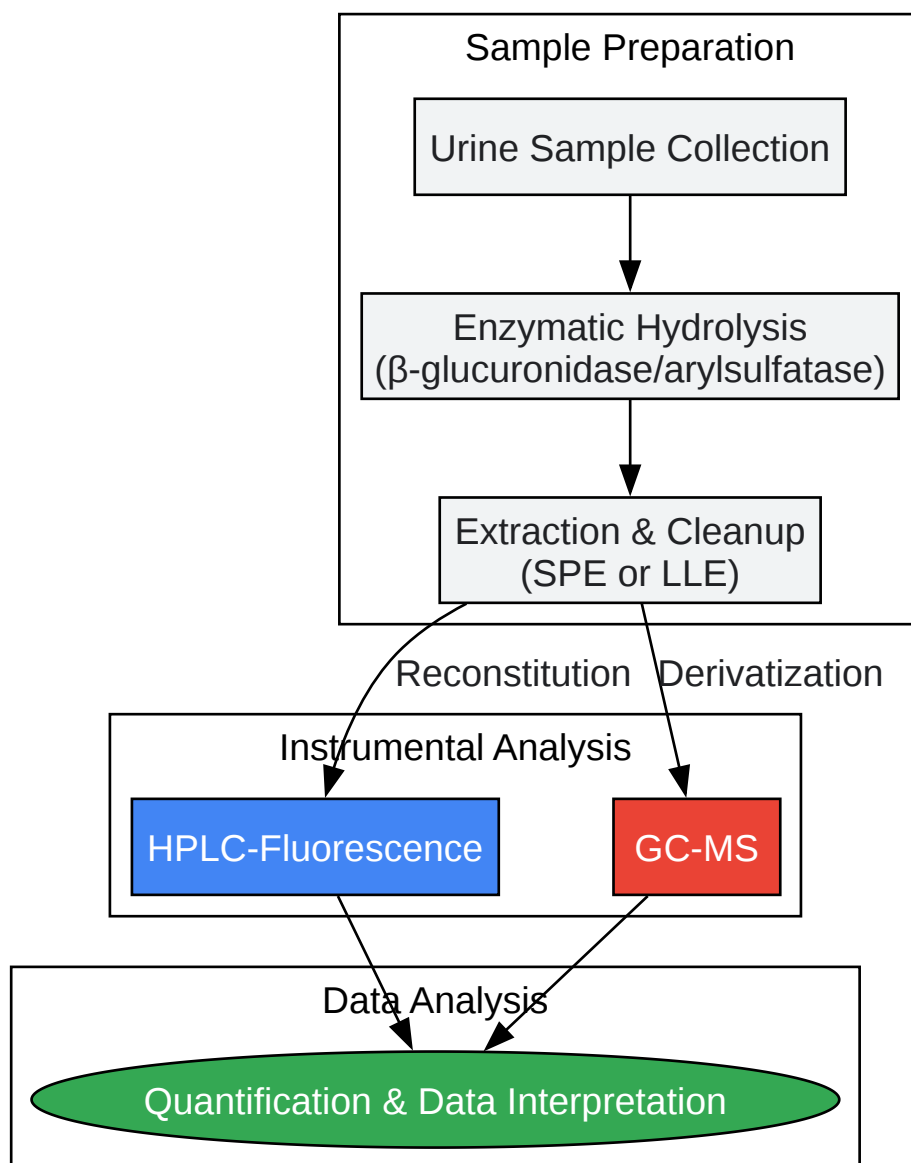 Sample Preparation
Urine Sample Collection
Enzymatic Hydrolysis
(β-glucuronidase/arylsulfatase)
Extraction & Cleanup
(SPE or LLE)
Reconstitution
Derivatization
Instrumental Analysis
HPLC-Fluorescence
GC-MS
Data Analysis
Quantification & Data Interpretation